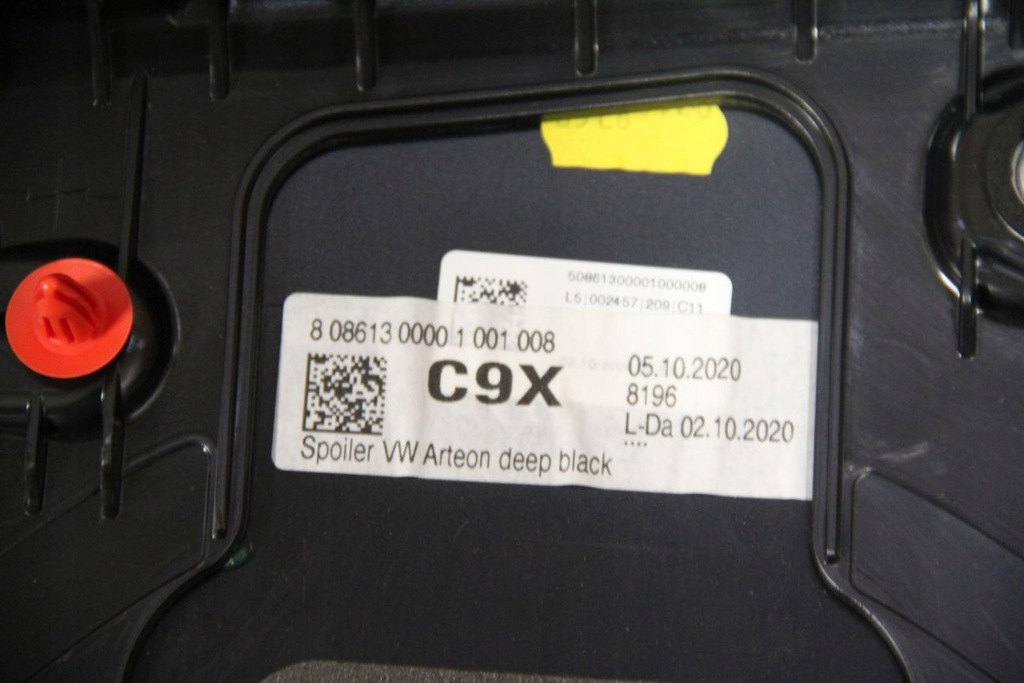 50861300001000008
L5|002457|209|C11
8 08613 0000 1 001 008
C9X
05.10.2020
8196
L-Da 02.10.2020
Spoiler VW Arteon deep black